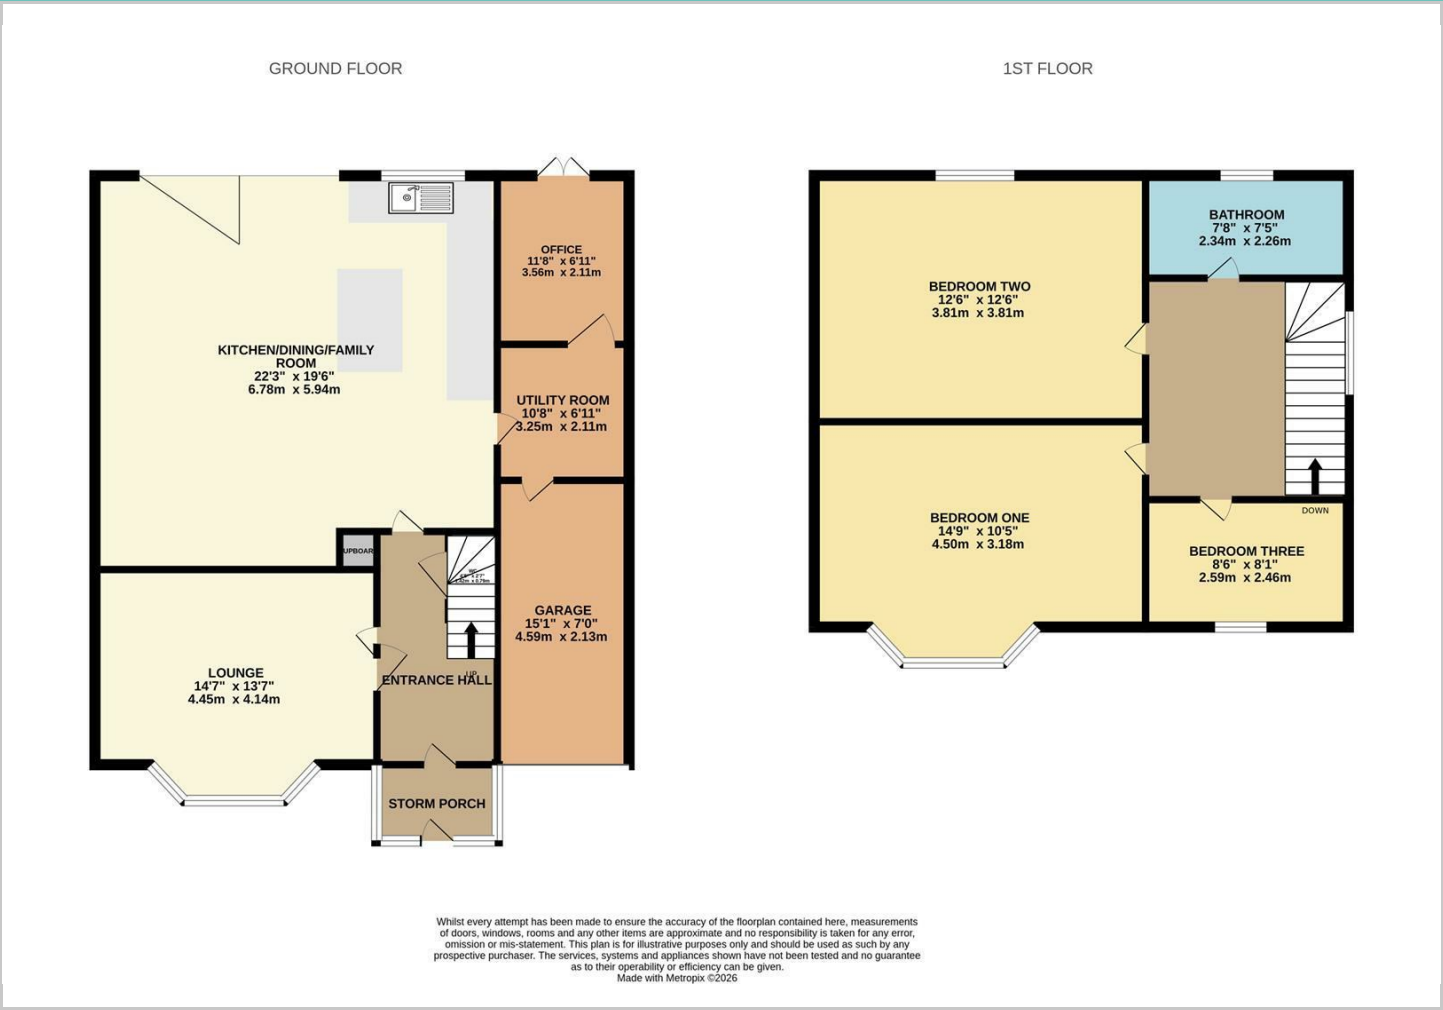 GROUND FLOOR
1ST FLOOR
OFFICE
11'8" x 6'11"
3.56m x 2.11m
KITCHEN/DINING/FAMILY
ROOM
22'3" x 19'6"
6.78m x 5.94m
UTILITY ROOM
10'8" x 6'11"
3.25m x 2.11m
UPBOAR
GARAGE
15'1" x 7'0"
4.59m x 2.13m
LOUNGE
14'7" x 13'7"
4.45m x 4.14m
UP
ENTRANCE HALL
STORM PORCH
BATHROOM
7'8" x 7'5"
2.34m x 2.26m
BEDROOM TWO
12'6" x 12'6"
3.81m x 3.81m
BEDROOM ONE
14'9" x 10'5"
4.50m x 3.18m
DOWN
BEDROOM THREE
8'6" x 8'1"
2.59m x 2.46m
Whilst every attempt has been made to ensure the accuracy of the floorplan contained here, measurements
of doors, windows, rooms and any other items are approximate and no responsibility is taken for any error,
omission or mis-statement. This plan is for illustrative purposes only and should be used as such by any
prospective purchaser. The services, systems and appliances shown have not been tested and no guarantee
as to their operability or efficiency can be given.
Made with Metropix ©2026